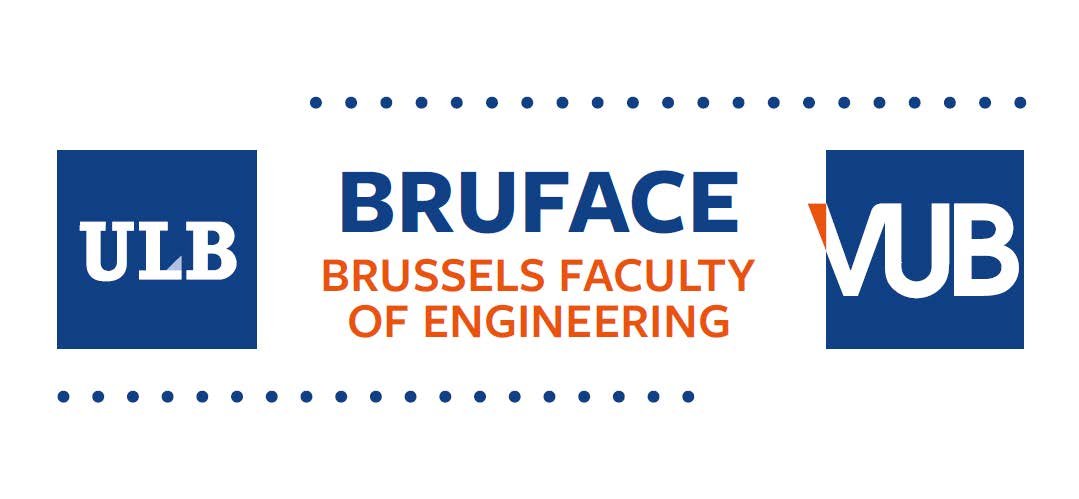 ULB
BRUFACE
BRUSSELS FACULTY
OF ENGINEERING
VUB